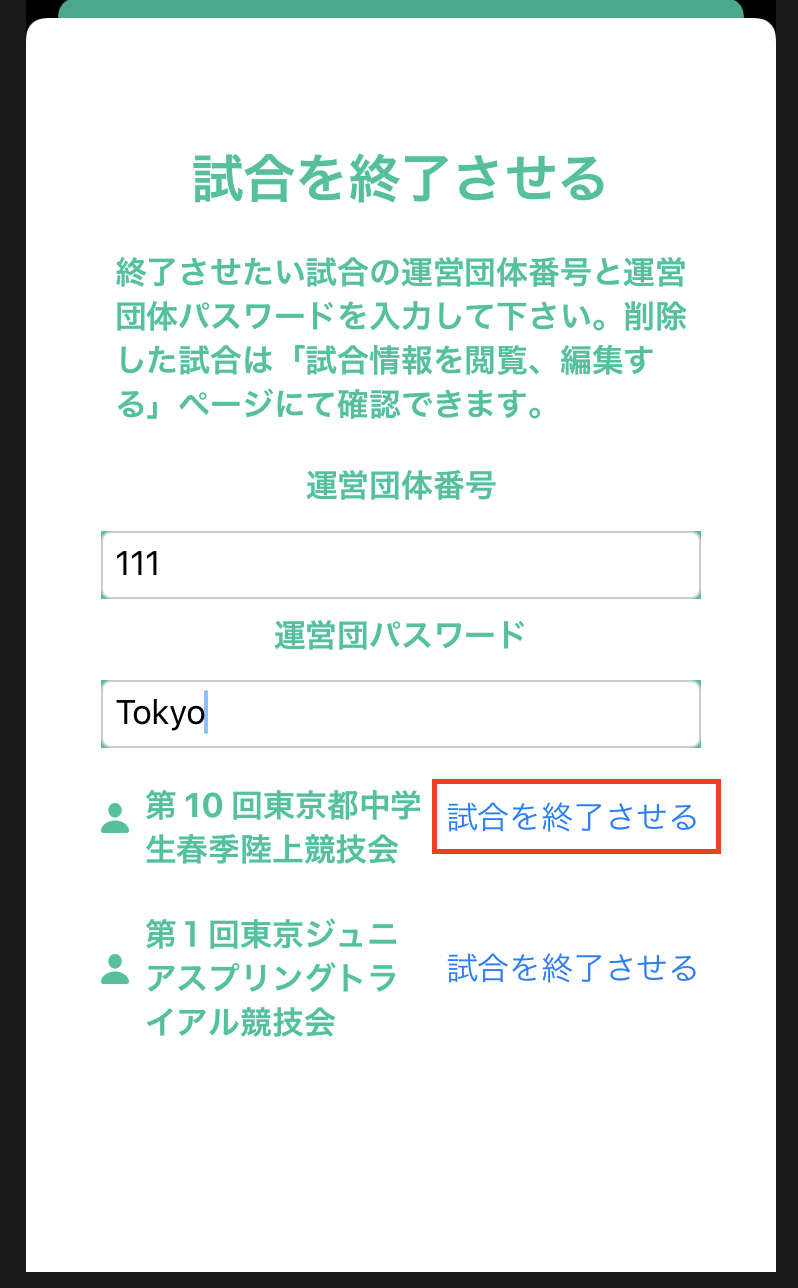 試合を終了させる
終了させたい試合の運営団体番号と運営
団体パスワードを入力して下さい。削除
した試合は「試合情報を閲覧、編集す
る」ページにて確認できます。
運営団体番号
111
運営団パスワード
Tokyo
第 10 回東京都中学
生春季陸上競技会
試合を終了させる
第 1 回東京ジュニ
アスプリングトラ
イアル競技会
試合を終了させる